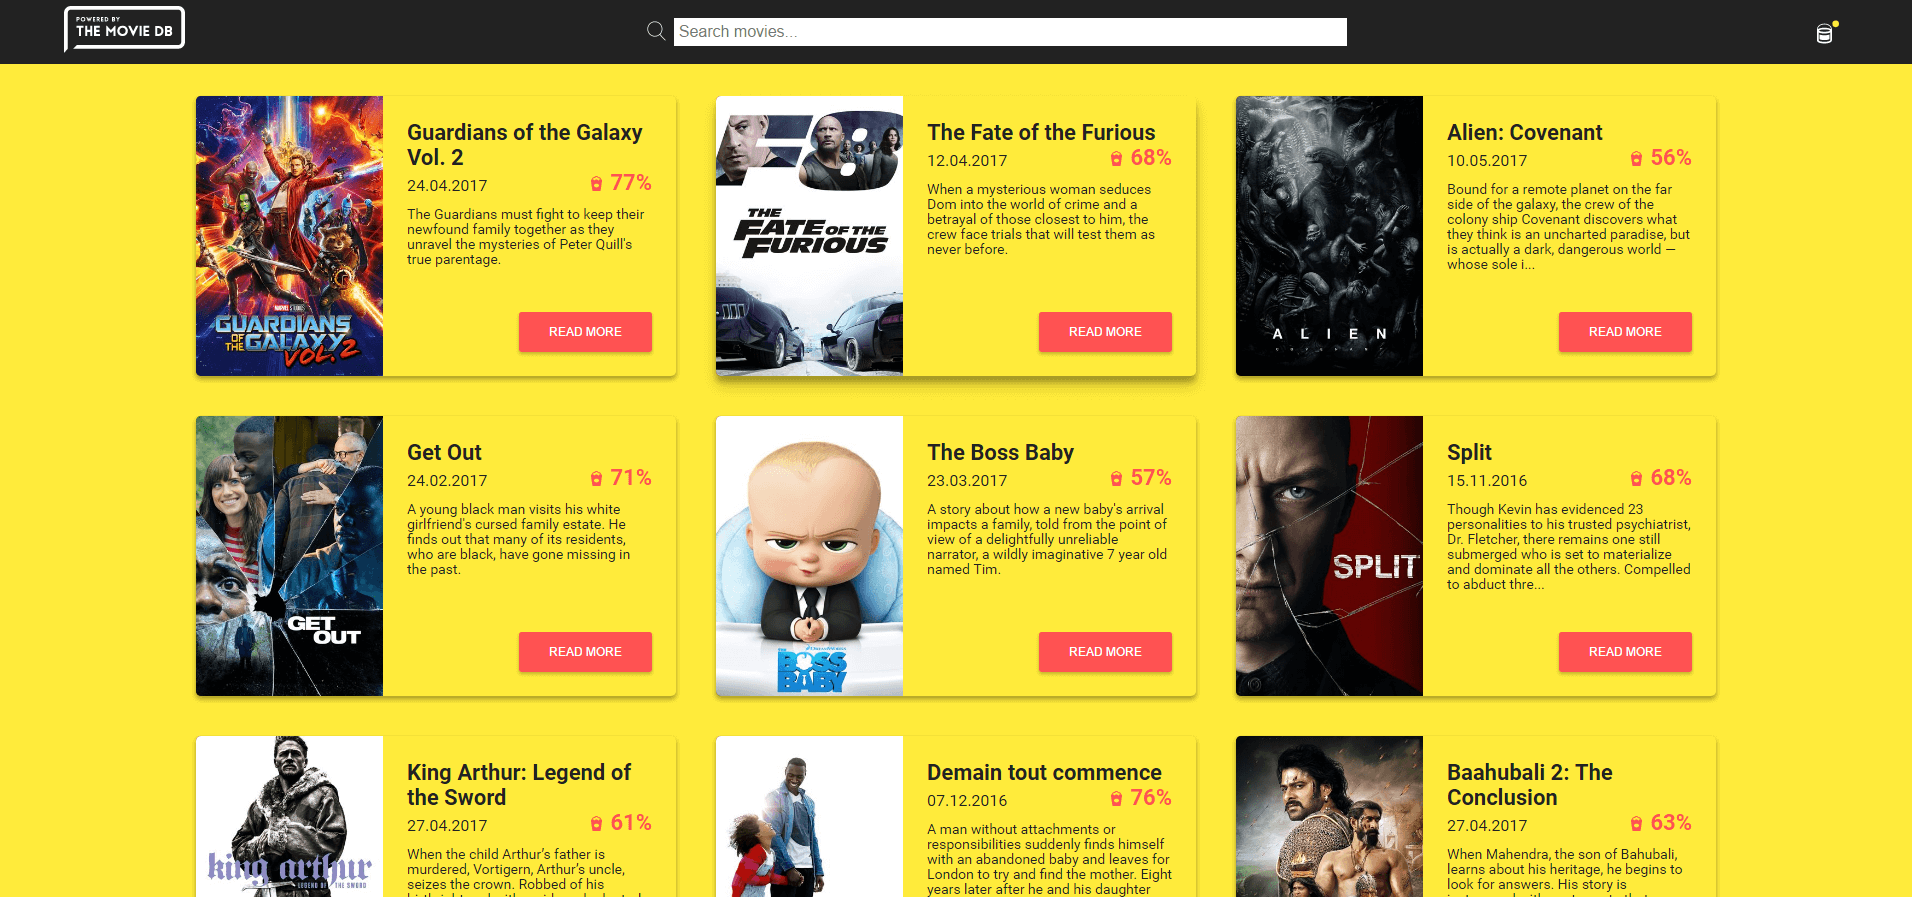 POWERED BY
THE MOVIE DB
Search movies...
MARVEL STUDIOS
GUARDIANS
OF THE GALAXY
VOL. 2
Guardians of the Galaxy
Vol. 2
24.04.2017
77%
The Guardians must fight to keep their
newfound family together as they
unravel the mysteries of Peter Quill's
true parentage.
READ MORE
F8
THE
FATE OF THE
FURIOUS
The Fate of the Furious
12.04.2017
68%
When a mysterious woman seduces
Dom into the world of crime and a
betrayal of those closest to him, the
crew face trials that will test them as
never before.
READ MORE
ALIEN
COVENANT
Alien: Covenant
10.05.2017
56%
Bound for a remote planet on the far
side of the galaxy, the crew of the
colony ship Covenant discovers what
they think is an uncharted paradise, but
is actually a dark, dangerous world —
whose sole i...
READ MORE
GET
OUT
Get Out
24.02.2017
71%
A young black man visits his white
girlfriend's cursed family estate. He
finds out that many of its residents,
who are black, have gone missing in
the past.
READ MORE
THE
BOSS
BABY
The Boss Baby
23.03.2017
57%
A story about how a new baby's arrival
impacts a family, told from the point of
view of a delightfully unreliable
narrator, a wildly imaginative 7 year old
named Tim.
READ MORE
SPLIT
Split
15.11.2016
68%
Though Kevin has evidenced 23
personalities to his trusted psychiatrist,
Dr. Fletcher, there remains one still
submerged who is set to materialize
and dominate all the others. Compelled
to abduct thre...
READ MORE
king arthur
LEGEND OF THE SWORD
King Arthur: Legend of
the Sword
27.04.2017
61%
When the child Arthur’s father is
murdered, Vortigern, Arthur’s uncle,
seizes the crown. Robbed of his
Demain tout commence
07.12.2016
76%
A man without attachments or
responsibilities suddenly finds himself
with an abandoned baby and leaves for
London to try and find the mother. Eight
years later after he and his daughter
Baahubali 2: The
Conclusion
27.04.2017
63%
When Mahendra, the son of Bahubali,
learns about his heritage, he begins to
look for answers. His story is